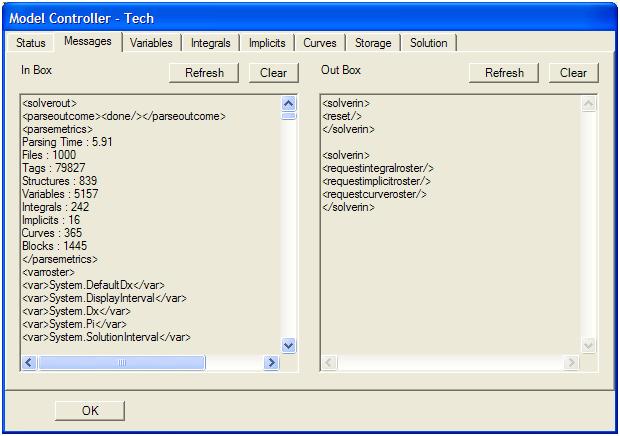 Model Controller - Tech
Status Messages Variables Integrals Implicits Curves Storage Solution
In Box Refresh Clear
<solverout>
<parseoutcome><done/></parseoutcome>
<parsemetrics>
Parsing Time : 5.91
Files : 1000
Tags : 79827
Structures : 839
Variables : 5157
Integrals : 242
Implicits : 16
Curves : 365
Blocks : 1445
</parsemetrics>
<varroster>
<var>System.DefaultDx</var>
<var>System.DisplayInterval</var>
<var>System.Dx</var>
<var>System.Pi</var>
<var>System.SolutionInterval</var>
Out Box Refresh Clear
<solverin>
<reset/>
</solverin>
<solverin>
<requestintegralroster/>
<requestimplicitroster/>
<requestcurveroster/>
</solverin>
OK